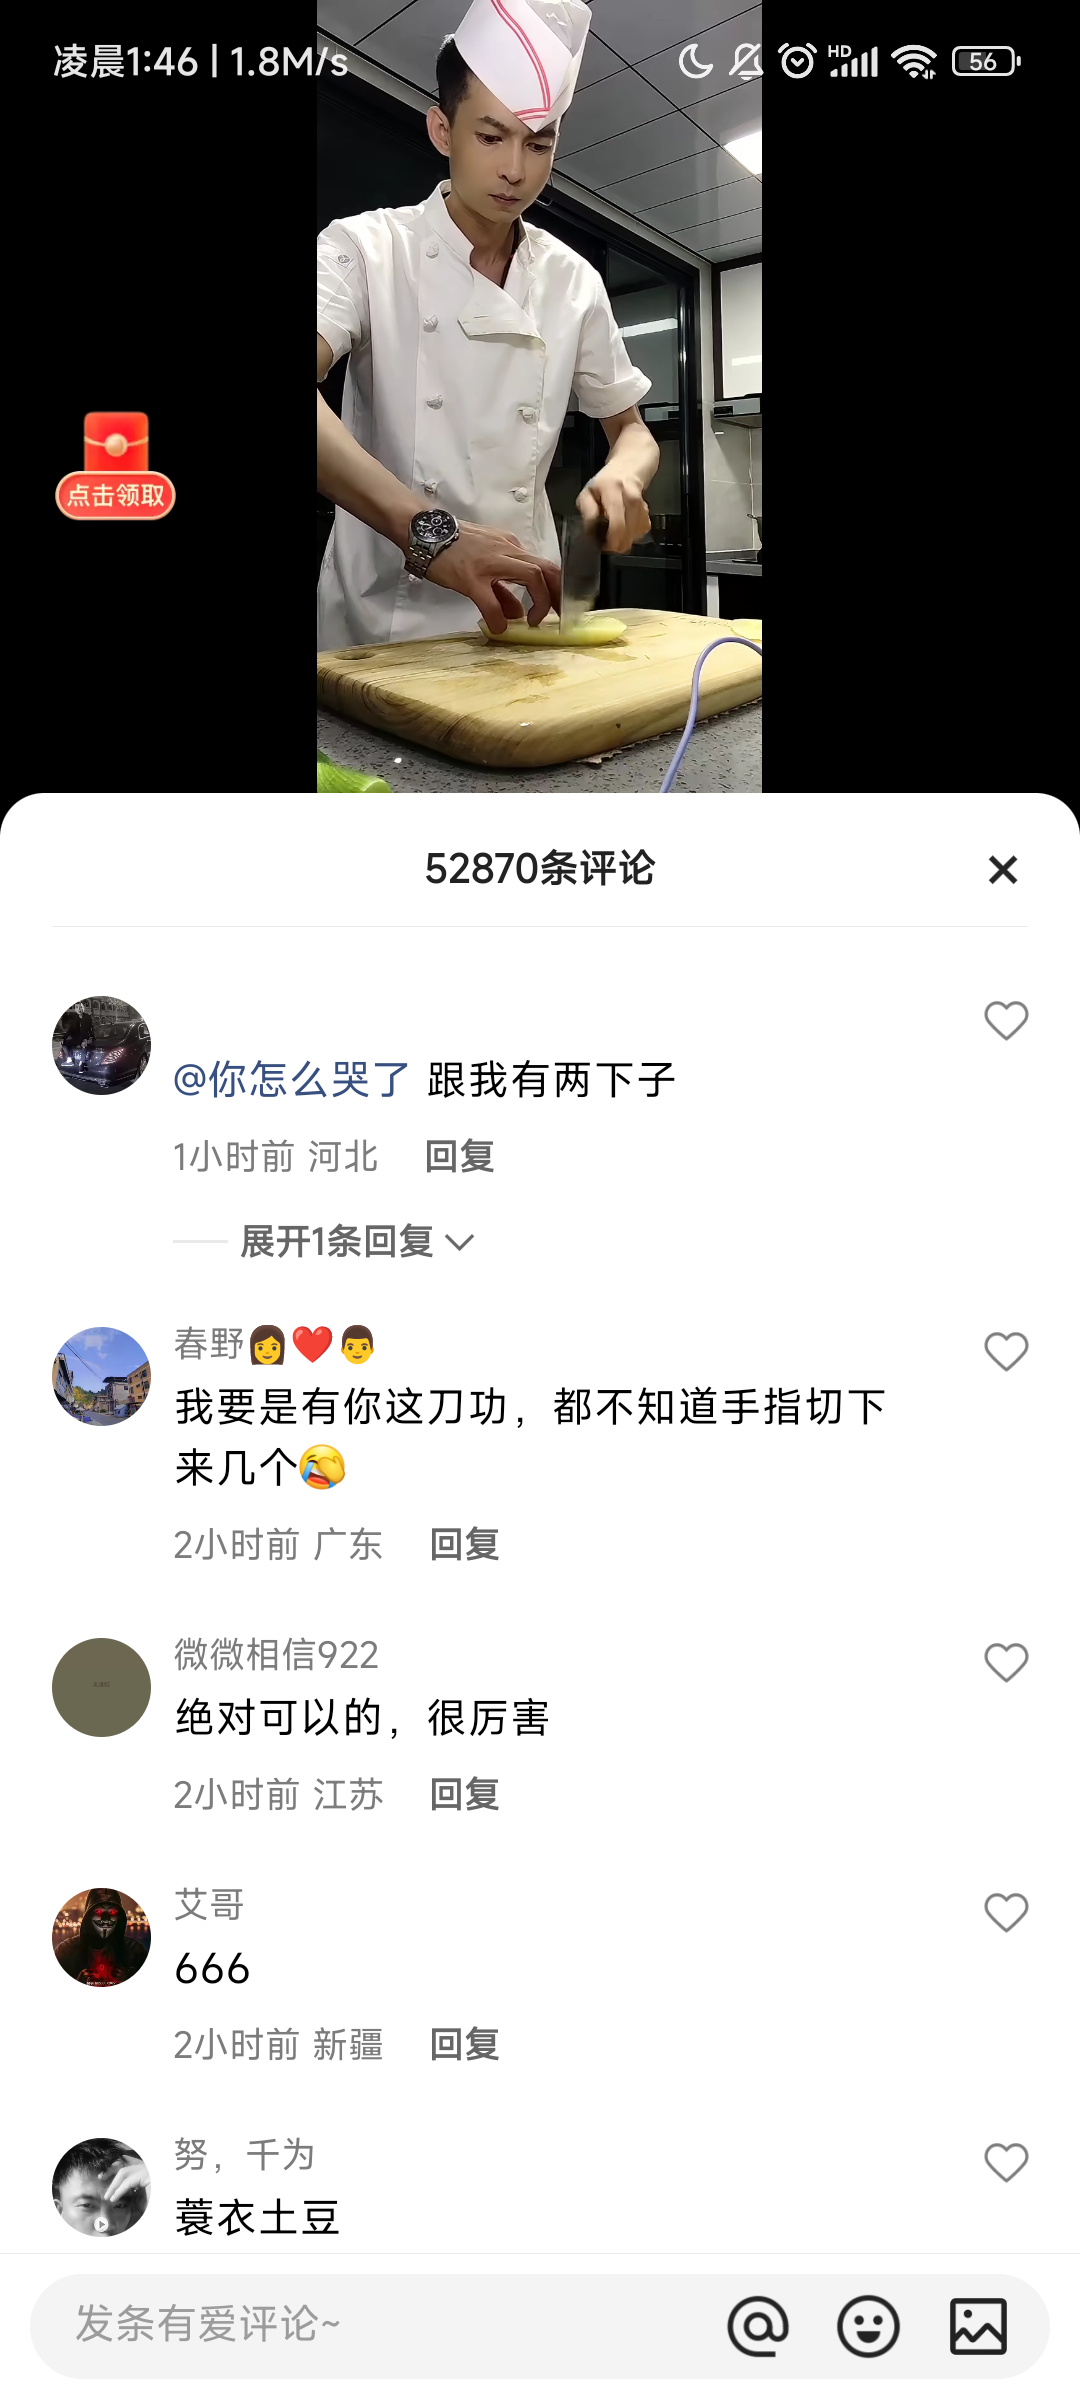 凌晨1:46 | 1.8M/s
HD
56
点击领取
52870条评论
@你怎么哭了 跟我有两下子
1小时前 河北 回复
展开1条回复
春野👩❤️👨
我要是有你这刀功，都不知道手指切下
来几个😂
2小时前 广东 回复
微微相信922
绝对可以的，很厉害
2小时前 江苏 回复
艾哥
666
2小时前 新疆 回复
努，千为
蓑衣土豆
发条有爱评论~